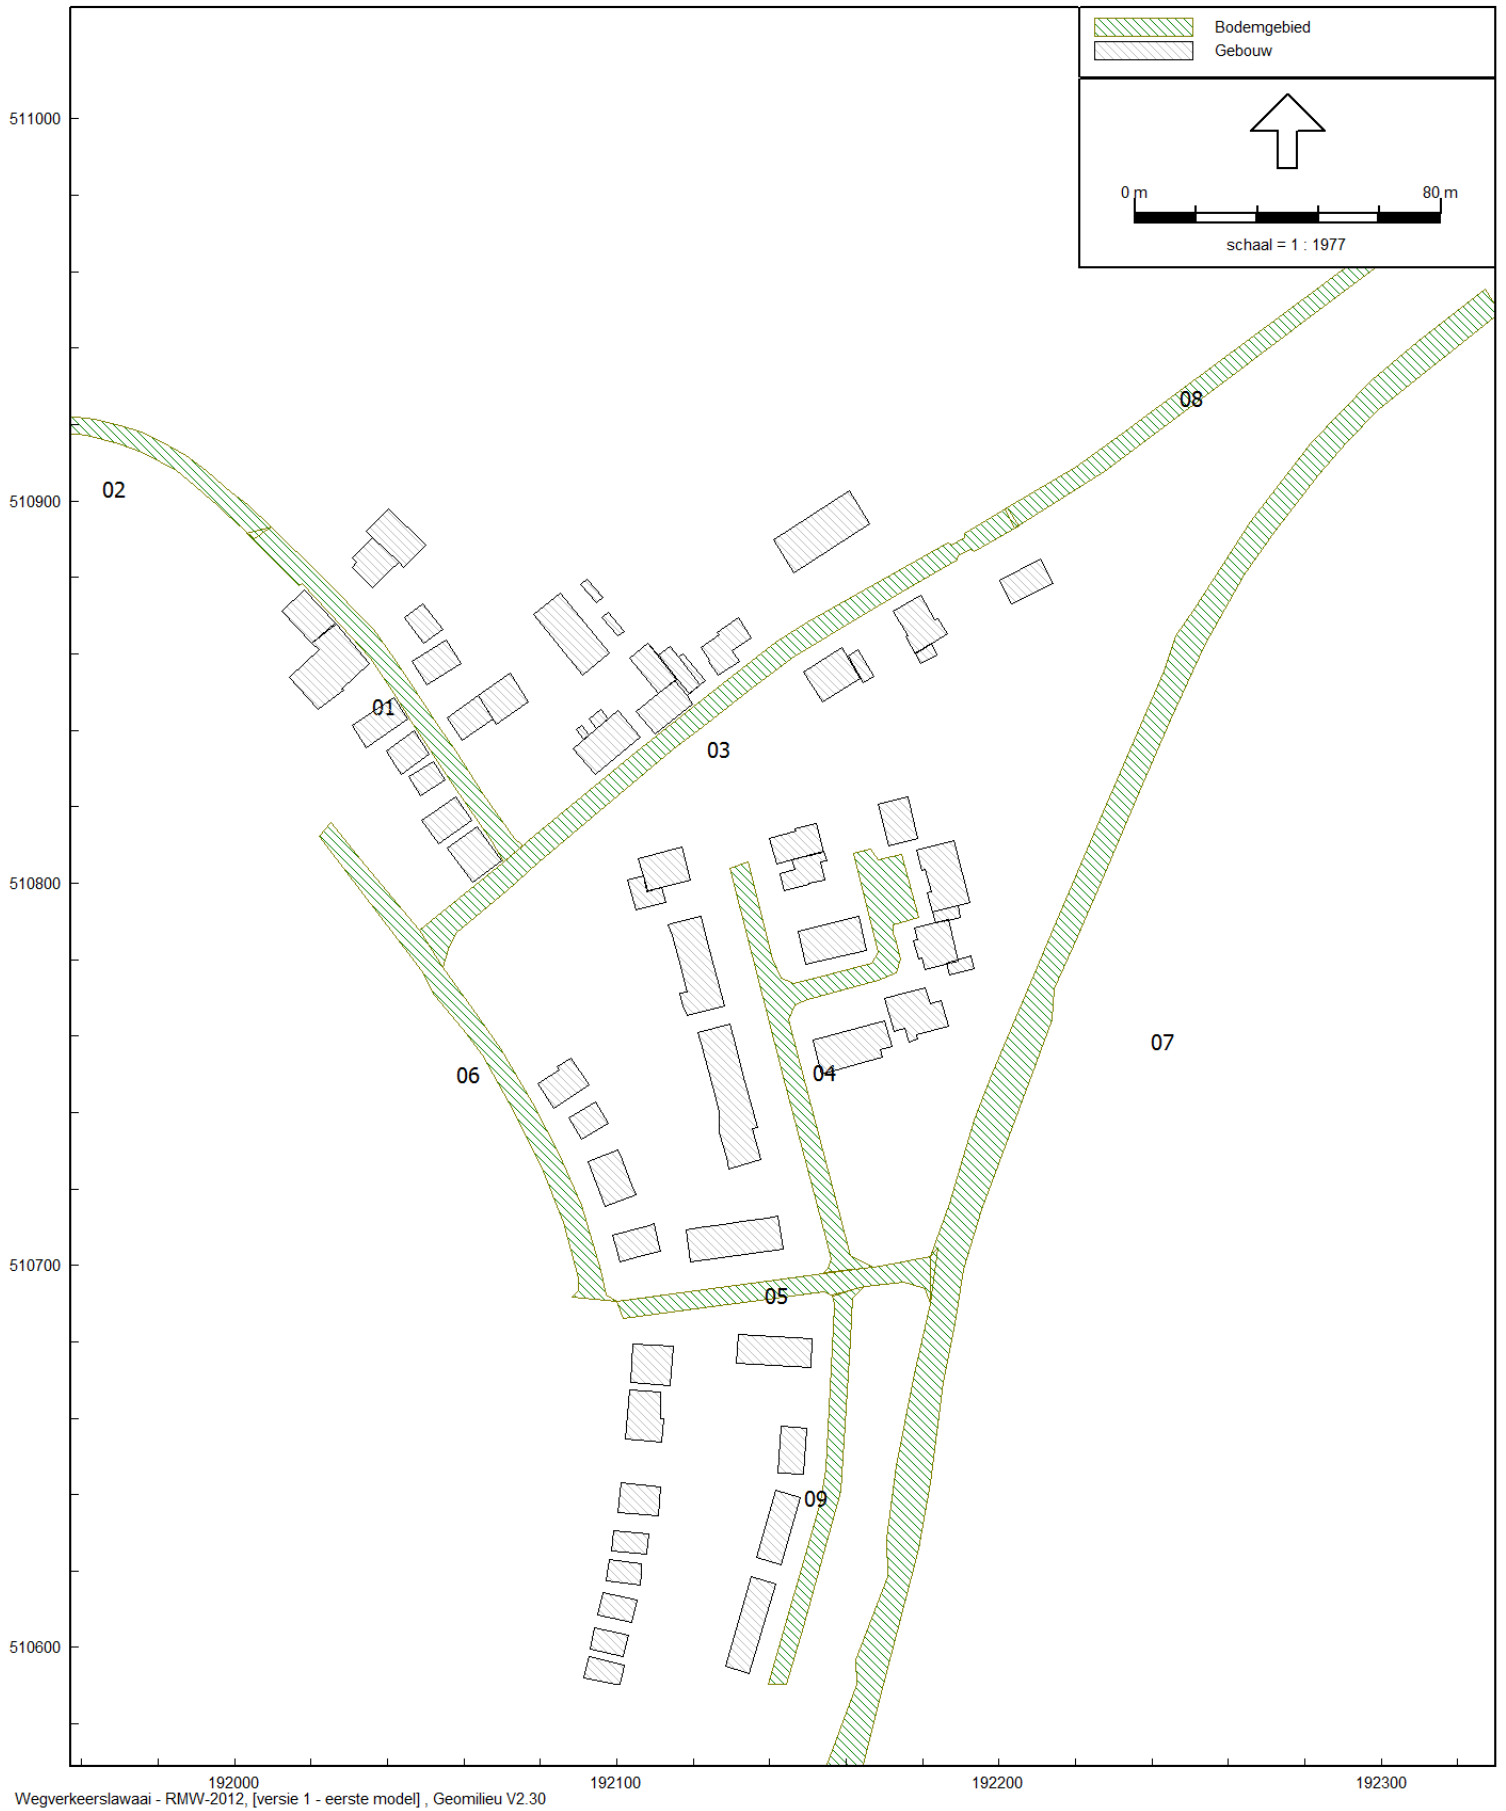 Bodemgebied
Gebouw
511000
0 m 80 m
schaal = 1 : 1977
08
02
510900
01
03
510800
07
06
04
510700
05
09
510600
192000 192100 192200 192300
Wegverkeerslawaai - RMW-2012, [versie 1 - eerste model] , Geomilieu V2.30